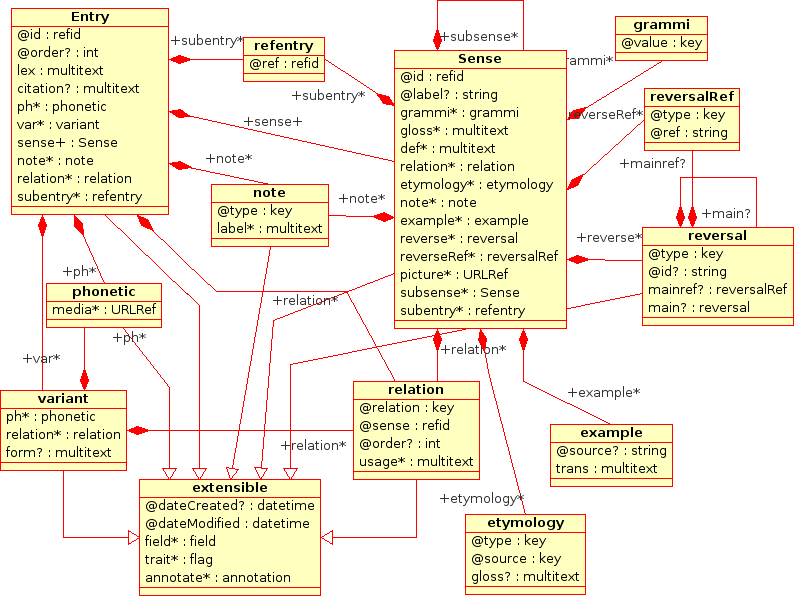 Entry
@id : refid
@order? : int
lex : multitext
citation? : multitext
ph* : phonetic
var* : variant
sense+ : Sense
note* : note
relation* : relation
subentry* : refentry
+subentry*
refentry
@ref : refid
+subentry*
+sense+
+note*
+subsense*
Sense
@id : refid
@label? : string
grammi* : grammi
gloss* : multitext
def* : multitext
relation* : relation
etymology* : etymology
note* : note
example* : example
reverse* : reversal
reverseRef* : reversalRef
picture* : URLRef
subsense* : Sense
subentry* : refentry
grammi
@value : key
rammi*
reversalRef
@type : key
@ref : string
everseRef*
+mainref?
+main?
note
@type : key
label* : multitext
+note*
+reverse*
reversal
@type : key
@id? : string
mainref? : reversalRef
main? : reversal
+ph*
phonetic
media* : URLRef
+ph*
+relation*
+var*
+relation*
variant
ph* : phonetic
relation* : relation
form? : multitext
relation
@relation : key
@sense : refid
@order? : int
usage* : multitext
+relation*
+example*
example
@source? : string
trans : multitext
extensible
@dateCreated? : datetime
@dateModified : datetime
field* : field
trait* : flag
annotate* : annotation
+etymology*
etymology
@type : key
@source : key
gloss? : multitext